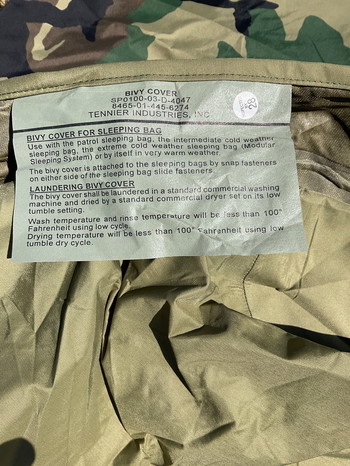 BIVY COVER
SP0100-03-D-4047
8465-01-445-6274
TENNIER INDUSTRIES, INC
BIVY COVER FOR SLEEPING BAG
Use with the patrol sleeping bag, the intermediate cold weather
sleeping bag, the extreme cold weather sleeping bag (Modular
Sleeping System) or by itself in very warm weather.
The bivy cover is attached to the sleeping bags by snap fasteners
on either side of the sleeping bag slide fasteners.
LAUNDERING BIVY COVER
The bivy cover shall be laundered in a standard commercial washing
machine and dried by a standard commercial dryer set on its low
tumble setting.
Wash temperature and rinse temperature will be less than 100°
Fahrenheit using low cycle.
Drying temperature will be less than 100° Fahrenheit using low
tumble dry cycle.